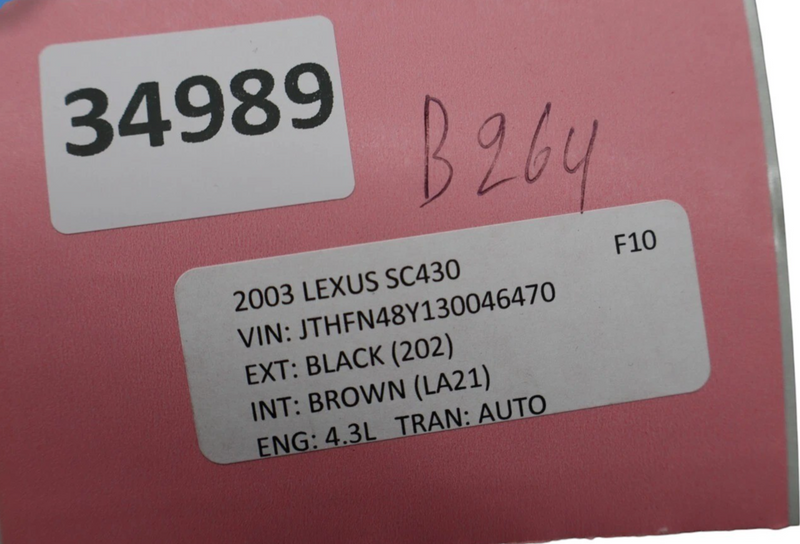 34989
B264
F10
2003 LEXUS SC430
VIN: JTHFN48Y130046470
EXT: BLACK (202)
INT: BROWN (LA21)
ENG: 4.3L TRAN: AUTO